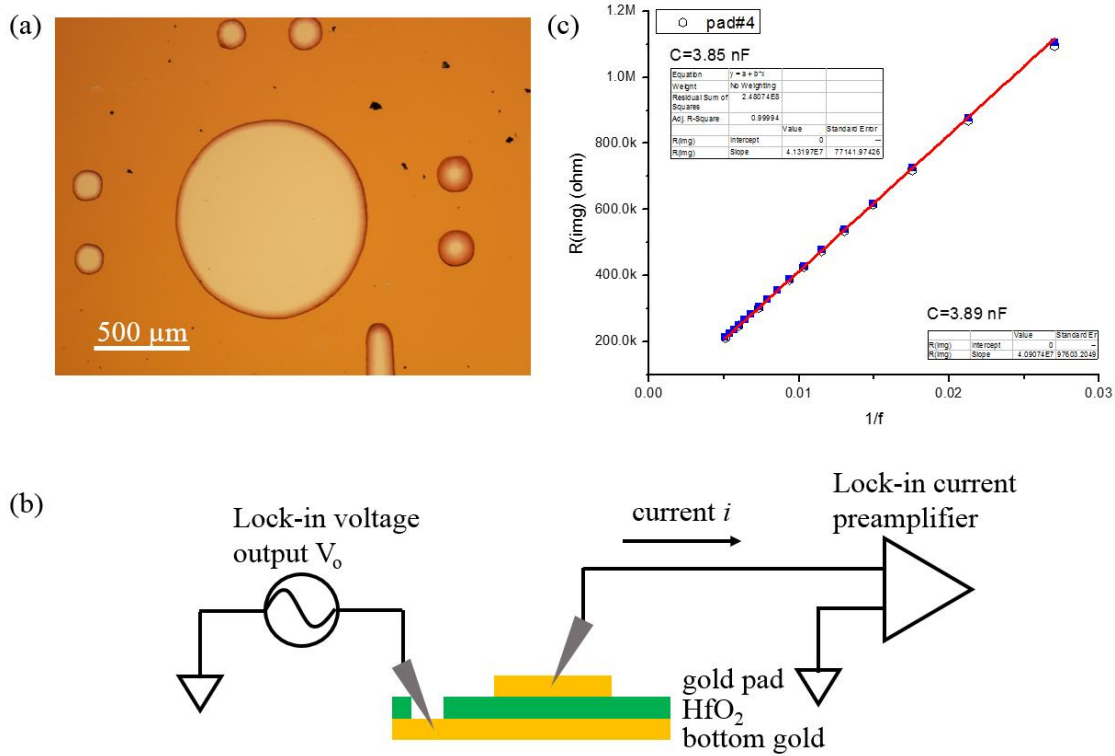 (a)
500 µm
(c)
1.2M
1.0M
800.0k
600.0k
400.0k
200.0k
R(img) (ohm)
0.00
0.01
0.02
0.03
1/f
pad#4
C=3.85 nF
Equation y = a + b*x
Weight No Weighting
Residual Sum of Squares 2.48074E8
Adj. R-Square 0.99994
Value Standard Error
R(img) Intercept 0 --
R(img) Slope 4.13197E7 77141.97426
C=3.89 nF
Value Standard Er
R(img) Intercept 0 --
R(img) Slope 4.09074E7 97603.2049
(b)
Lock-in voltage
output Vo
current i
Lock-in current
preamplifier
gold pad
HfO2
bottom gold